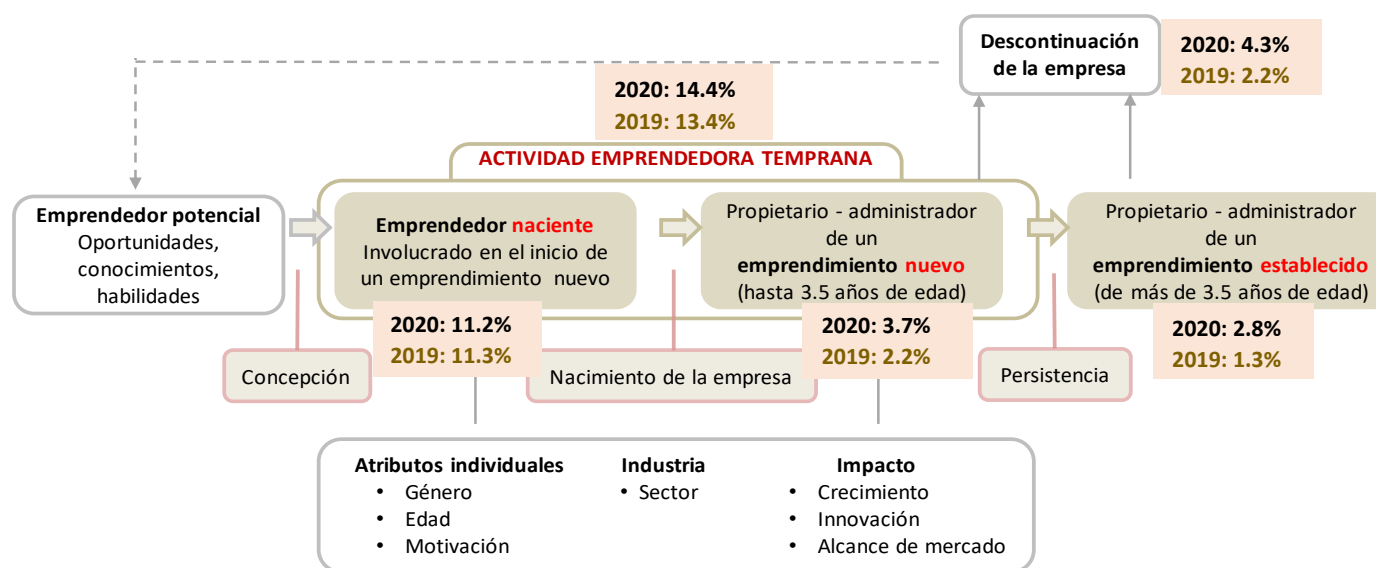 Descontinuación
de la empresa
2020: 4.3%
2019: 2.2%
2020: 14.4%
2019: 13.4%
ACTIVIDAD EMPRENDEDORA TEMPRANA
Emprendedor potencial
Oportunidades,
conocimientos,
habilidades
Emprendedor naciente
Involucrado en el inicio de
un emprendimiento nuevo
Propietario - administrador
de un
emprendimiento nuevo
(hasta 3.5 años de edad)
Propietario - administrador
de un
emprendimiento establecido
(de más de 3.5 años de edad)
2020: 11.2%
2019: 11.3%
2020: 3.7%
2019: 2.2%
2020: 2.8%
2019: 1.3%
Concepción
Nacimiento de la empresa
Persistencia
Atributos individuales
• Género
• Edad
• Motivación
Industria
• Sector
Impacto
• Crecimiento
• Innovación
• Alcance de mercado